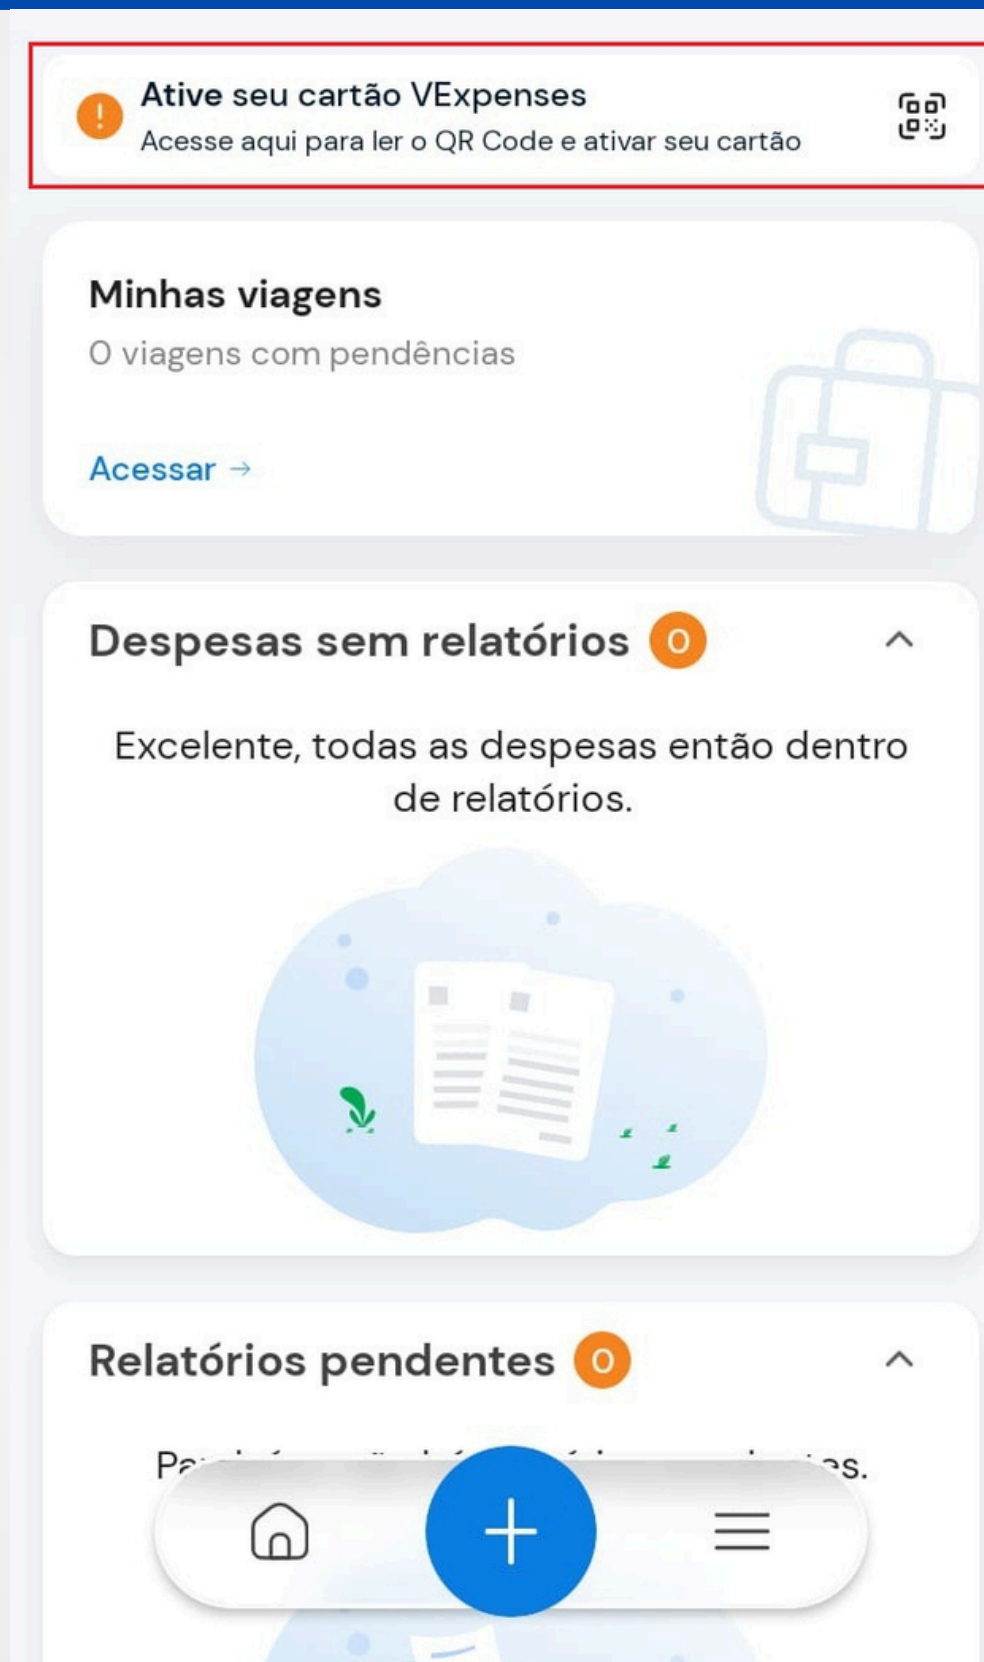 Ative seu cartão VExpenses
Acesse aqui para ler o QR Code e ativar seu cartão
Minhas viagens
0 viagens com pendências
Acessar →
Despesas sem relatórios 0
Excelente, todas as despesas então dentro
de relatórios.
Relatórios pendentes 0